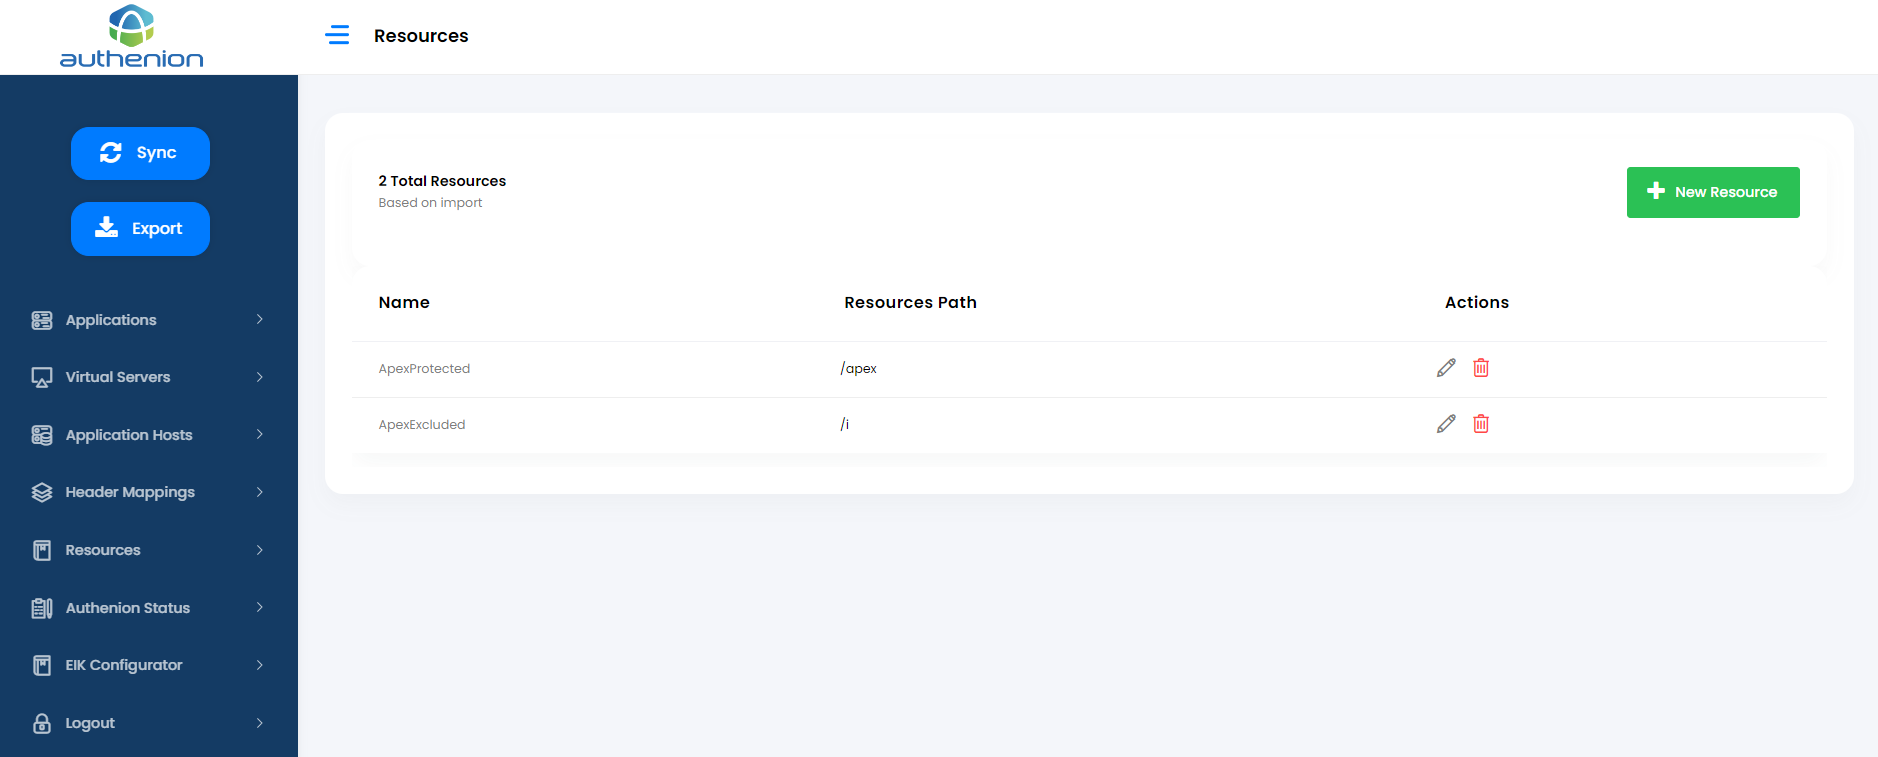 authenion
Resources
Sync
Export
Applications
Virtual Servers
Application Hosts
Header Mappings
Resources
Authenion Status
EIK Configurator
Logout
2 Total Resources
Based on import
New Resource
Name Resources Path Actions
ApexProtected /apex
ApexExcluded /i